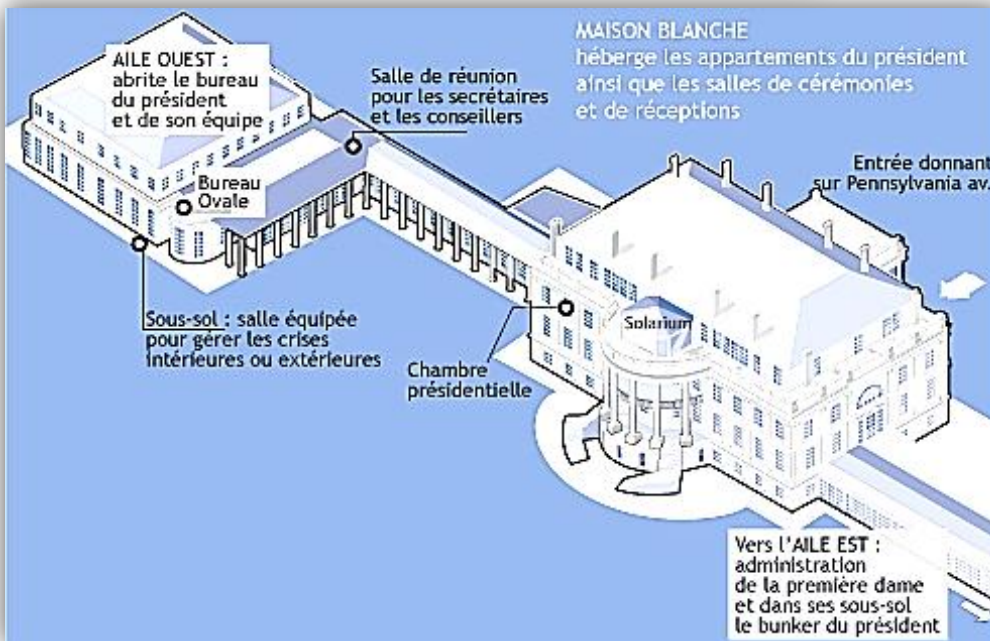 AILE OUEST :
abrite le bureau
du président
et de son équipe
Salle de réunion
pour les secrétaires
et les conseillers
MAISON BLANCHE
héberge les appartements du président
ainsi que les salles de cérémonies
et de réceptions
Entrée donnant
sur Pennsylvania av.
Bureau
Ovale
Sous-sol : salle équipée
pour gérer les crises
intérieures ou extérieures
Chambre
présidentielle
Solarium
Vers l'AILE EST :
administration
de la première dame
et dans ses sous-sol
le bunker du président